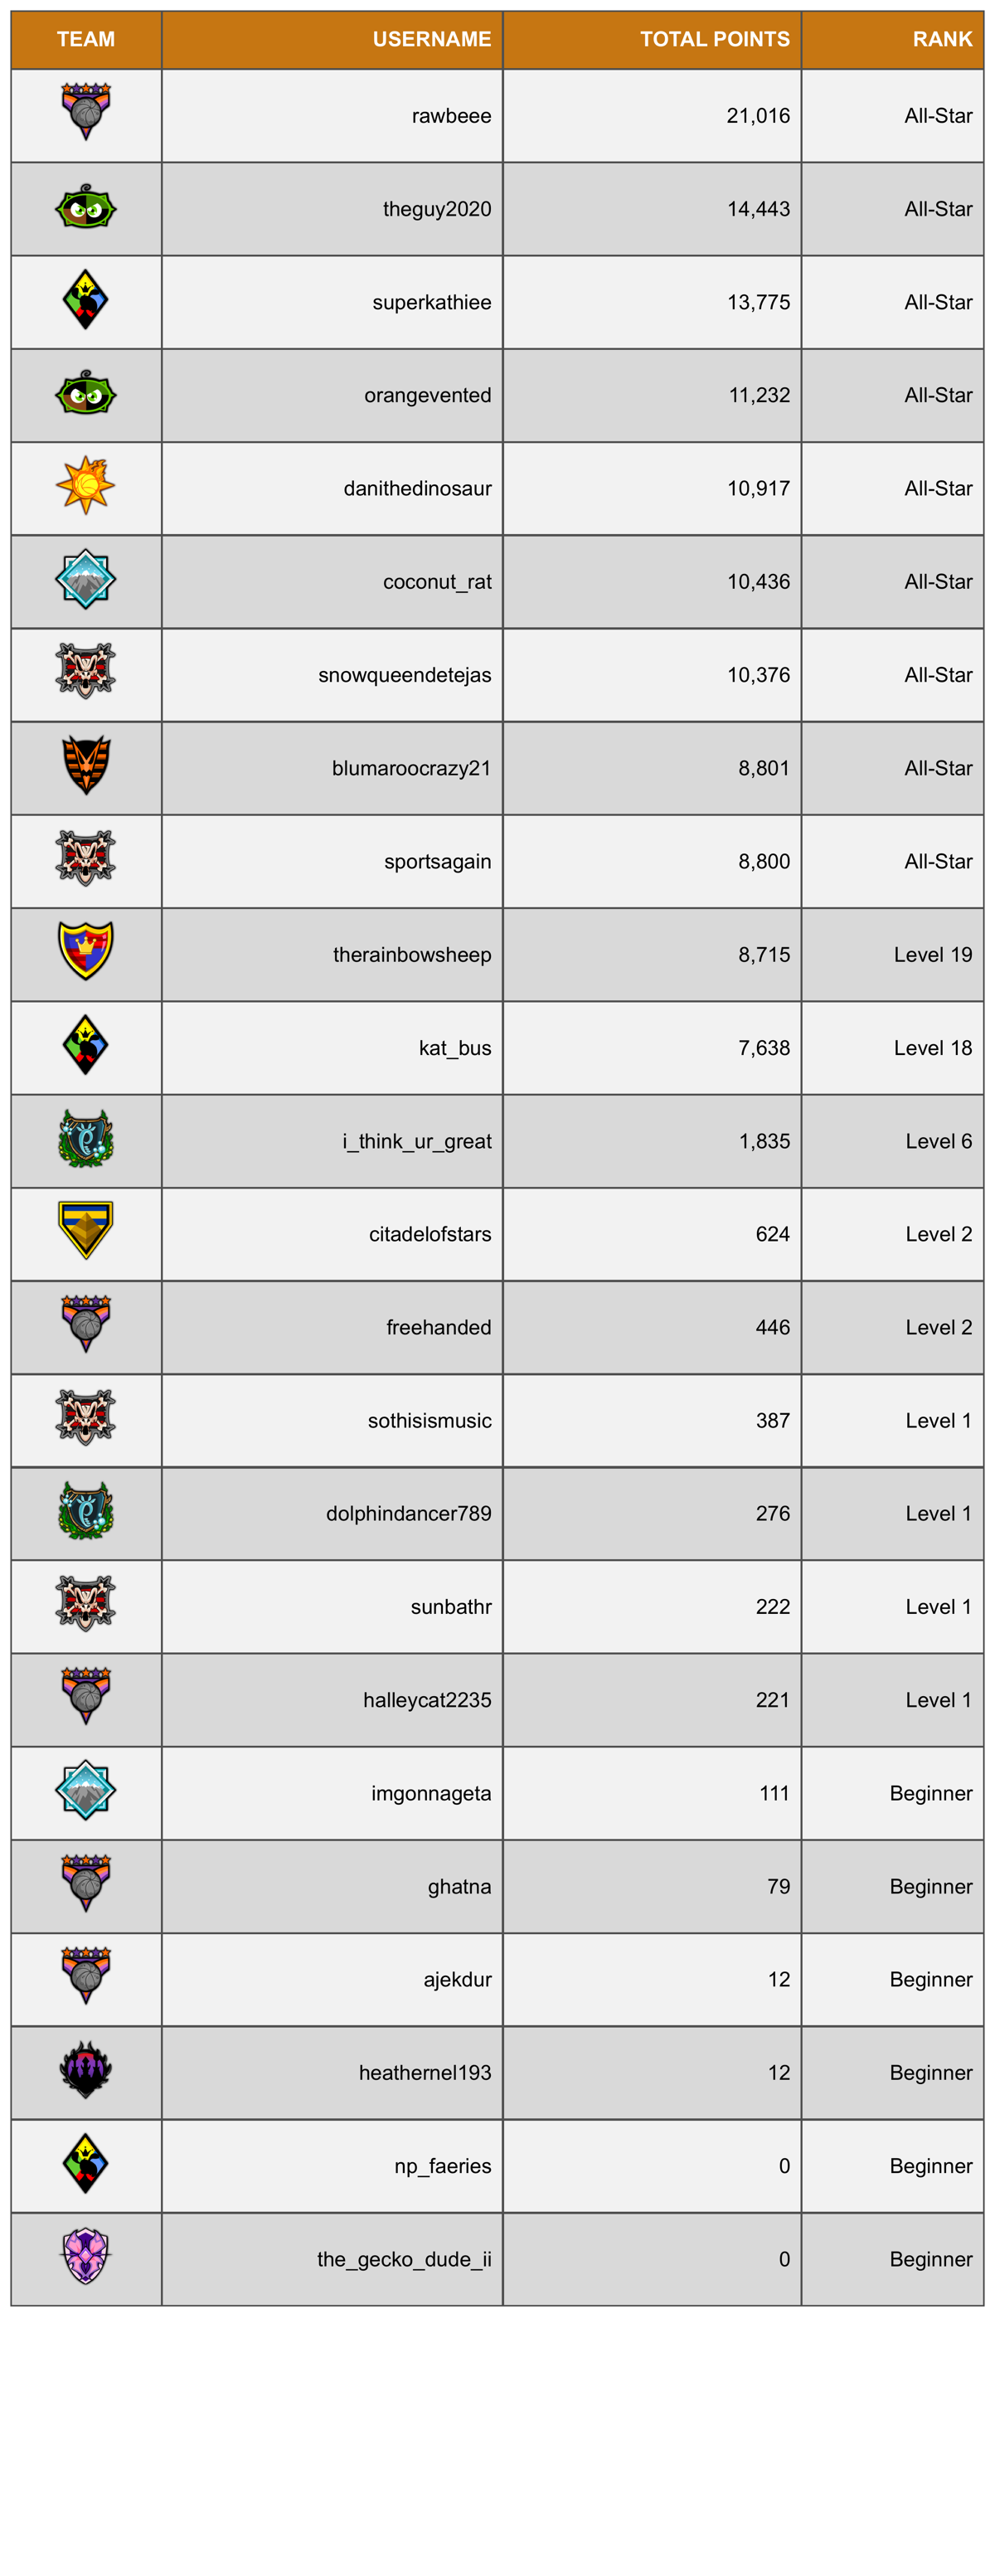 TEAM USERNAME TOTAL POINTS RANK
rawbeee 21,016 All-Star
theguy2020 14,443 All-Star
superkathiee 13,775 All-Star
orangevented 11,232 All-Star
danithedinosaur 10,917 All-Star
coconut_rat 10,436 All-Star
snowqueendetejas 10,376 All-Star
blumaroocrazy21 8,801 All-Star
sportsagain 8,800 All-Star
therainbowsheep 8,715 Level 19
kat_bus 7,638 Level 18
i_think_ur_great 1,835 Level 6
citadelofstars 624 Level 2
freehanded 446 Level 2
sothisismusic 387 Level 1
dolphindancer789 276 Level 1
sunbathr 222 Level 1
halleycat2235 221 Level 1
imgonnageta 111 Beginner
ghatna 79 Beginner
ajekdur 12 Beginner
heathernel193 12 Beginner
np_faeries 0 Beginner
the_gecko_dude_ii 0 Beginner